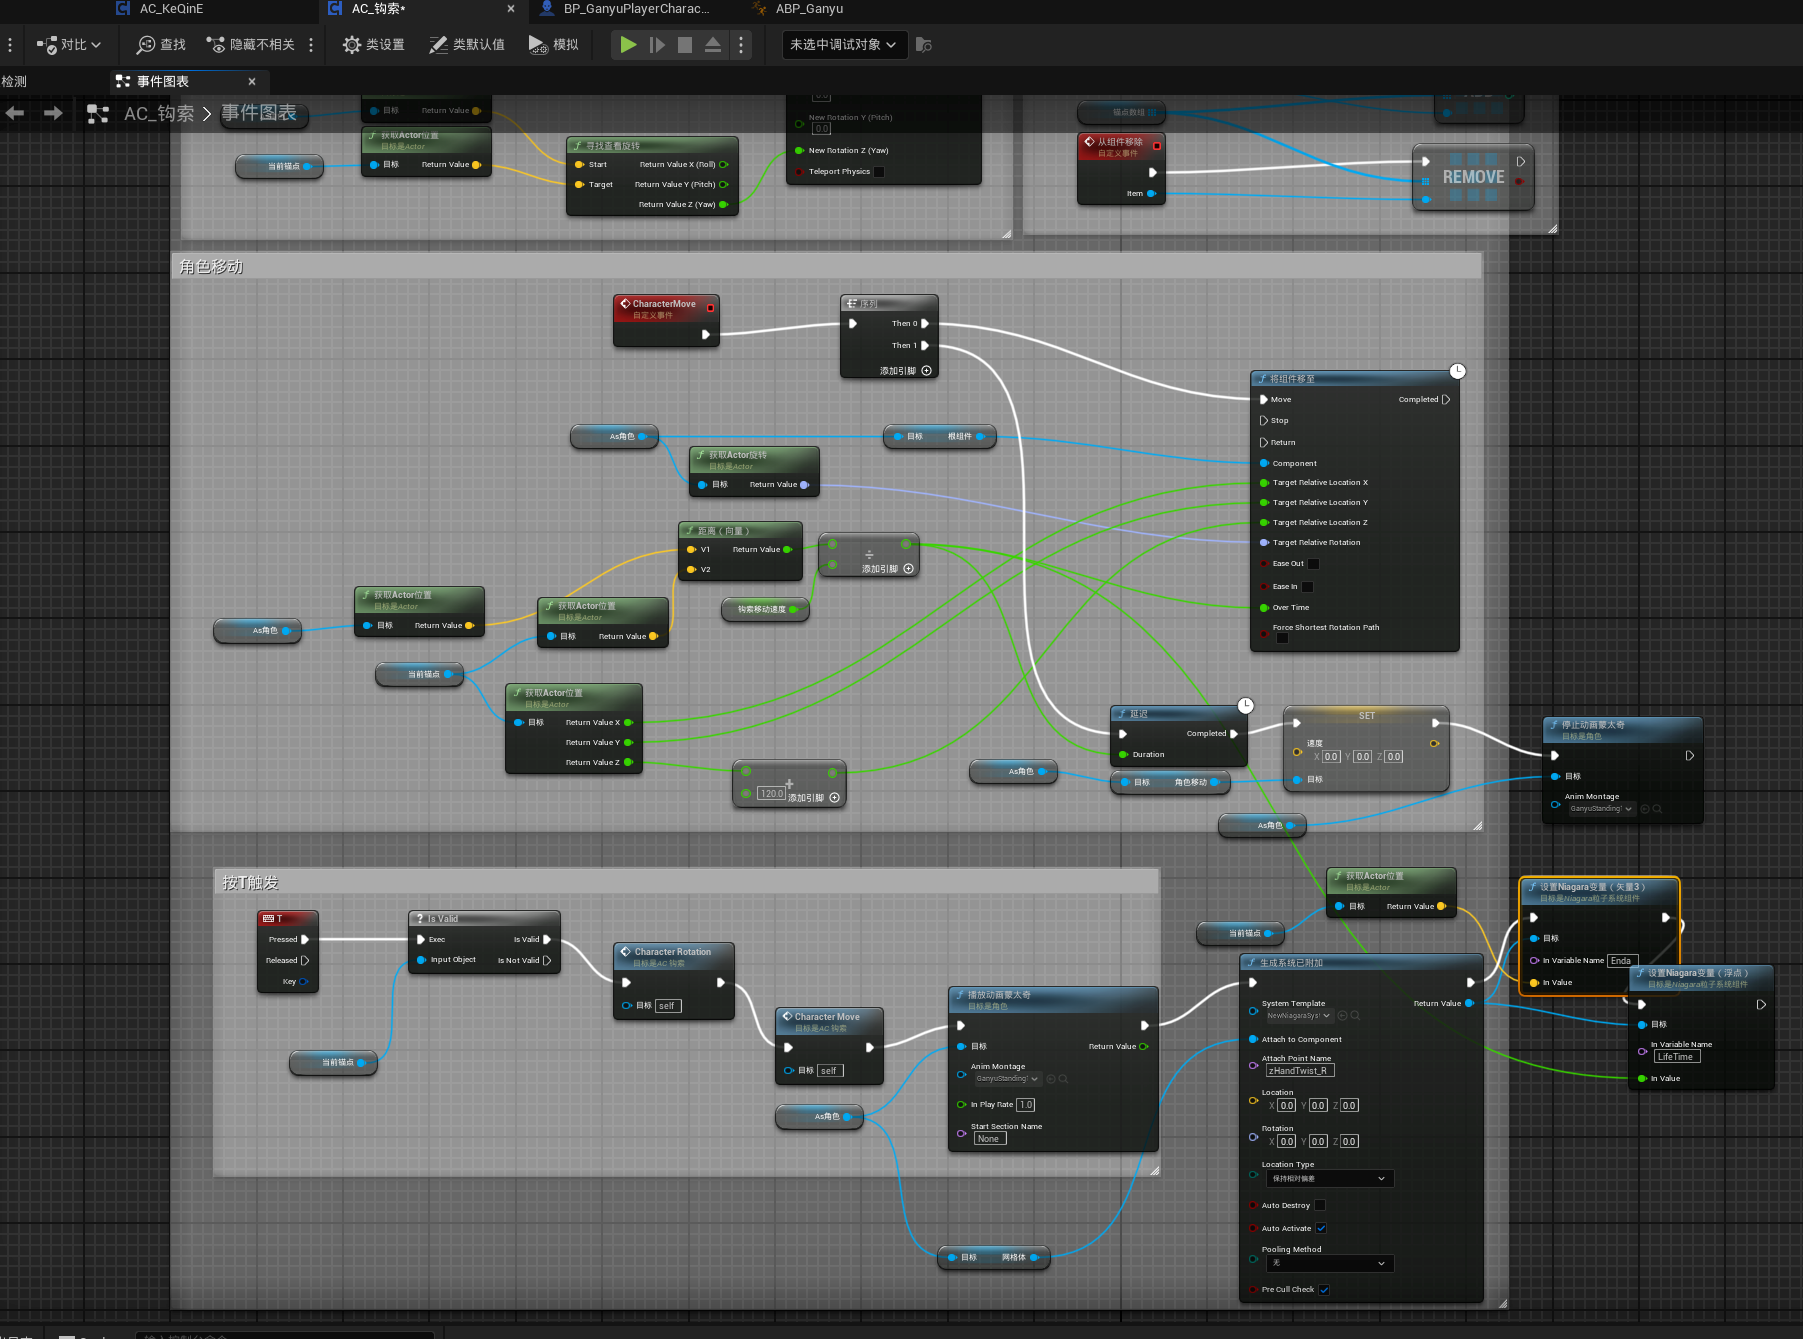 AC_KeQinE
AC_钩索*
BP_GanyuPlayerCharac...
ABP_Ganyu
对比
查找
隐藏不相关
类设置
类默认值
模拟
未选中调试对象
检测
事件图表
AC_钩索 > 事件图表
目标 Return Value
获取Actor位置
目标是Actor
目标 Return Value
当前锚点
寻找查看旋转
Start Return Value X (Roll)
Target Return Value Y (Pitch)
Return Value Z (Yaw)
0.0
New Rotation Y (Pitch)
0.0
New Rotation Z (Yaw)
Teleport Physics
锚点数组
从组件移除
自定义事件
Item
REMOVE
角色移动
CharacterMove
自定义事件
序列
Then 0
Then 1
添加引脚
将组件移至
Move Completed
Stop
Return
Component
Target Relative Location X
Target Relative Location Y
Target Relative Location Z
Target Relative Rotation
Ease Out
Ease In
Over Time
Force Shortest Rotation Path
As角色
目标 根组件
获取Actor旋转
目标是Actor
目标 Return Value
距离（向量）
V1 Return Value
V2
÷
添加引脚
钩索移动速度
获取Actor位置
目标是Actor
目标 Return Value
As角色
获取Actor位置
目标是Actor
目标 Return Value
当前锚点
获取Actor位置
目标是Actor
目标 Return Value X
Return Value Y
Return Value Z
+
120.0 添加引脚
延迟
Completed
Duration
As角色
目标 角色移动
SET
速度
X 0.0 Y 0.0 Z 0.0
目标
As角色
停止动画蒙太奇
目标是角色
目标
Anim Montage
GanyuStanding
按T触发
T
Pressed
Released
Key
Is Valid
Exec Is Valid
Input Object Is Not Valid
当前锚点
Character Rotation
目标是AC 钩索
目标 self
Character Move
目标是AC 钩索
目标 self
As角色
播放动画蒙太奇
目标是角色
目标
Return Value
Anim Montage
GanyuStanding
In Play Rate 1.0
Start Section Name
None
目标 网格体
获取Actor位置
目标是Actor
目标 Return Value
当前锚点
生成系统已附加
System Template Return Value
NewNiagaraSys
Attach to Component
Attach Point Name
zHandTwist_R
Location
X 0.0 Y 0.0 Z 0.0
Rotation
X 0.0 Y 0.0 Z 0.0
Location Type
保持相对偏差
Auto Destroy
Auto Activate
Pooling Method
无
Pre Cull Check
设置Niagara变量（矢量3）
目标是Niagara粒子系统组件
目标
In Variable Name Enda
In Value
设置Niagara变量（浮点）
目标是Niagara粒子系统组件
目标
In Variable Name
LifeTime
In Value